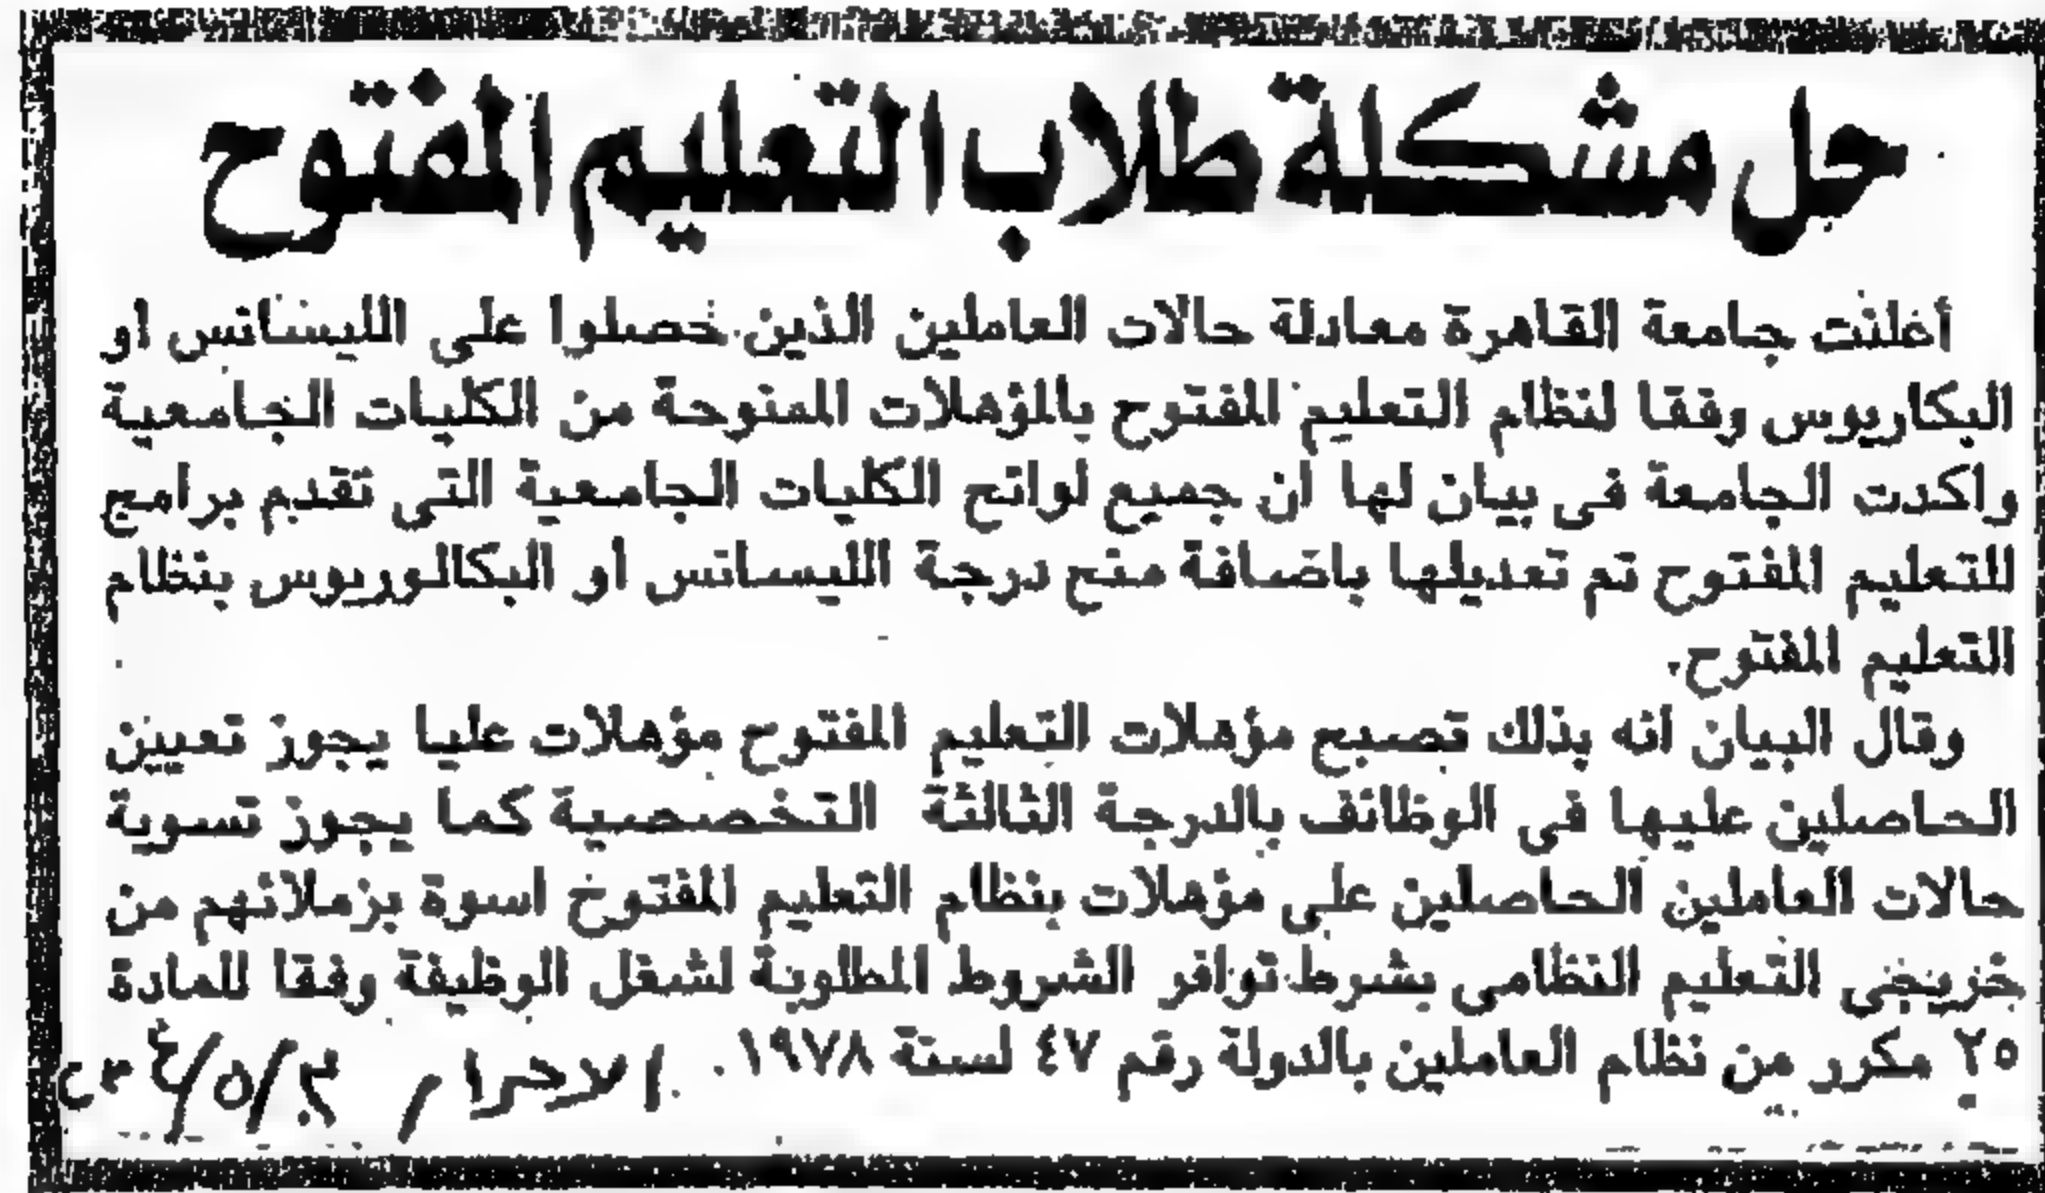 حل مشكلة طلاب التعليم المفتوح
أعلنت جامعة القاهرة معادلة حالات العاملين الذين حصلوا على الليسانس او
البكاريوس وفقا لنظام التعليم المفتوح بالمؤهلات الممنوحة من الكليات الجامعية
واكدت الجامعة فى بيان لها ان جميع لوائح الكليات الجامعية التى تقدم برامج
للتعليم المفتوح تم تعديلها باضافة منح درجة الليسانس او البكالوريوس بنظام
التعليم المفتوح.
وقال البيان انه بذلك تصبح مؤهلات التعليم المفتوح مؤهلات عليا يجوز تعيين
الحاصلين عليها فى الوظائف بالدرجة الثالثة التخصصية كما يجوز تسوية
حالات العاملين الحاصلين على مؤهلات بنظام التعليم المفتوح اسوة بزملائهم من
خريجى التعليم النظامى بشرط توافر الشروط المطلوبة لشغل الوظيفة وفقا للمادة
٢٥ مكرر من نظام العاملين بالدولة رقم ٤٧ لسنة ١٩٧٨.